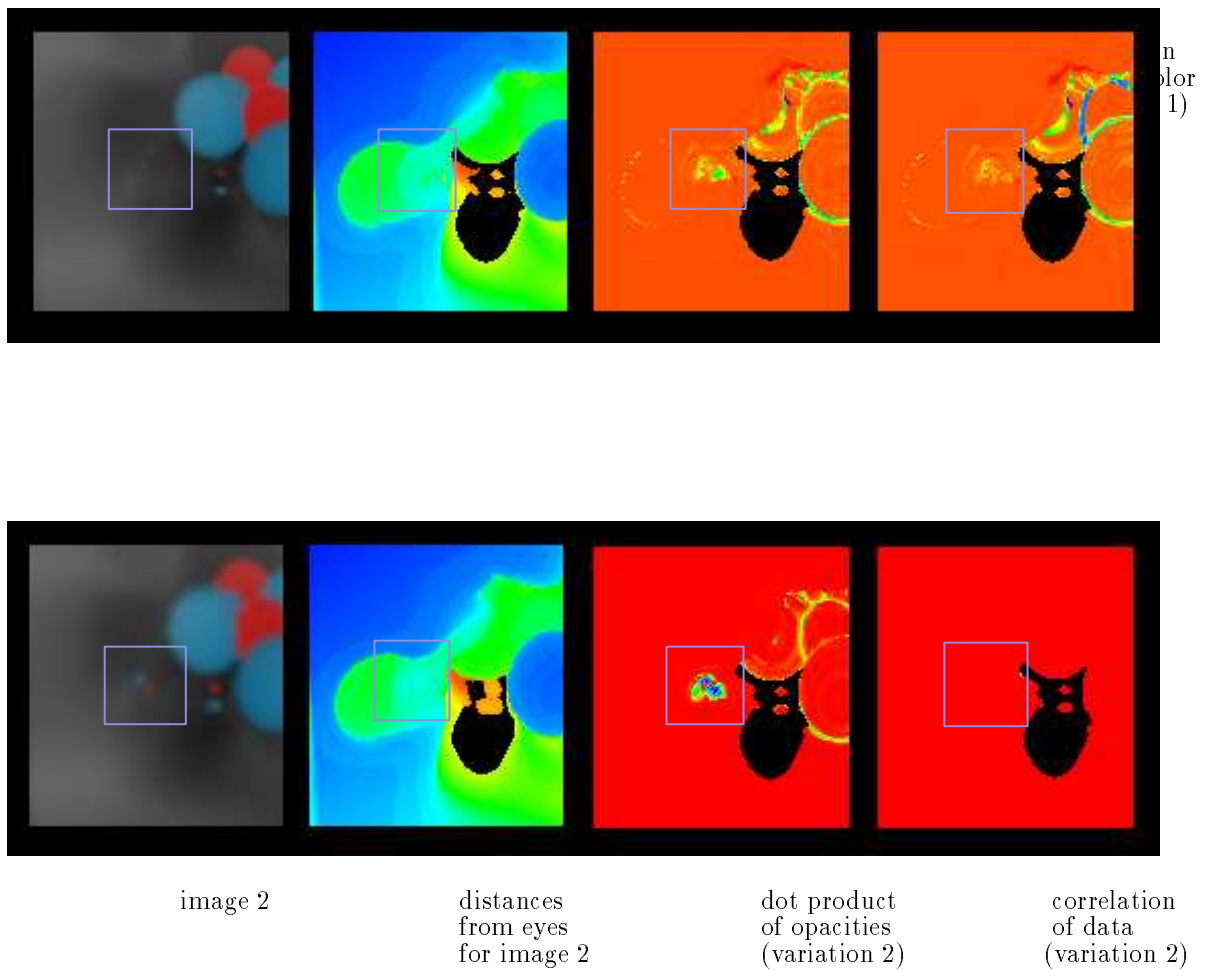 1)
image 2
distances
from eyes
for image 2
dot product
of opacities
(variation 2)
correlation
of data
(variation 2)